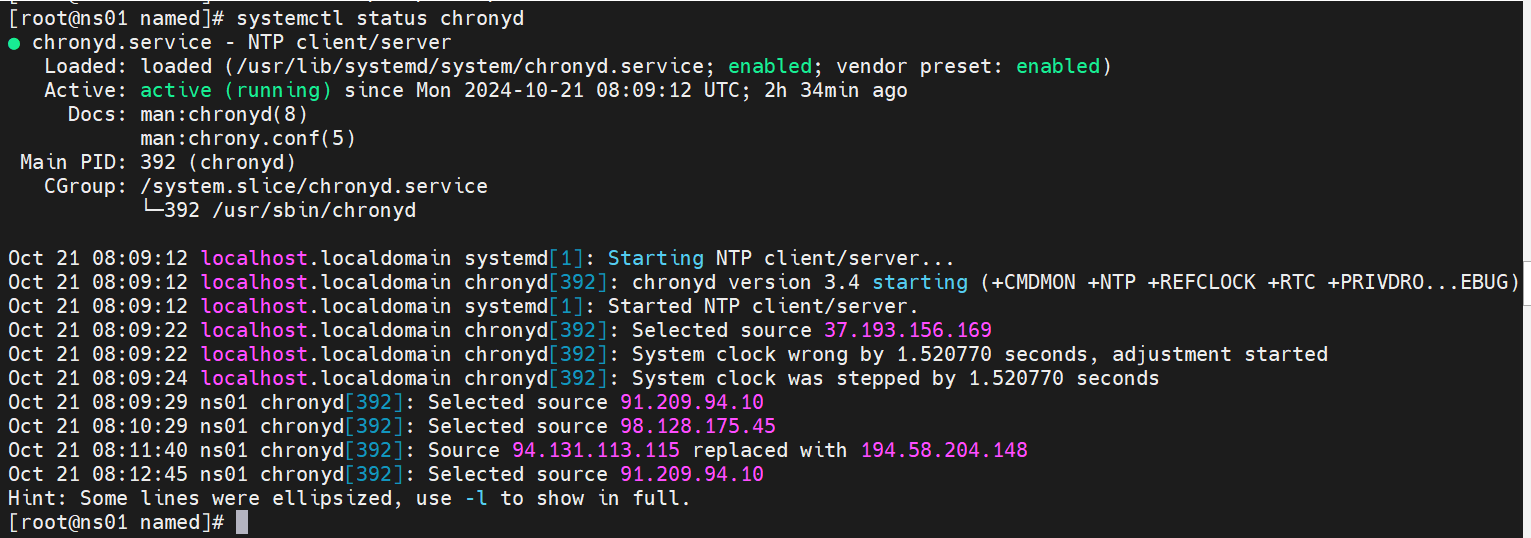 [root@ns01 named]# systemctl status chronyd
● chronyd.service - NTP client/server
   Loaded: loaded (/usr/lib/systemd/system/chronyd.service; enabled; vendor preset: enabled)
   Active: active (running) since Mon 2024-10-21 08:09:12 UTC; 2h 34min ago
     Docs: man:chronyd(8)
           man:chrony.conf(5)
 Main PID: 392 (chronyd)
   CGroup: /system.slice/chronyd.service
           └─392 /usr/sbin/chronyd

Oct 21 08:09:12 localhost.localdomain systemd[1]: Starting NTP client/server...
Oct 21 08:09:12 localhost.localdomain chronyd[392]: chronyd version 3.4 starting (+CMDMON +NTP +REFCLOCK +RTC +PRIVDRO...EBUG)
Oct 21 08:09:12 localhost.localdomain systemd[1]: Started NTP client/server.
Oct 21 08:09:22 localhost.localdomain chronyd[392]: Selected source 37.193.156.169
Oct 21 08:09:22 localhost.localdomain chronyd[392]: System clock wrong by 1.520770 seconds, adjustment started
Oct 21 08:09:24 localhost.localdomain chronyd[392]: System clock was stepped by 1.520770 seconds
Oct 21 08:09:29 ns01 chronyd[392]: Selected source 91.209.94.10
Oct 21 08:10:29 ns01 chronyd[392]: Selected source 98.128.175.45
Oct 21 08:11:40 ns01 chronyd[392]: Source 94.131.113.115 replaced with 194.58.204.148
Oct 21 08:12:45 ns01 chronyd[392]: Selected source 91.209.94.10
Hint: Some lines were ellipsized, use -l to show in full.
[root@ns01 named]#